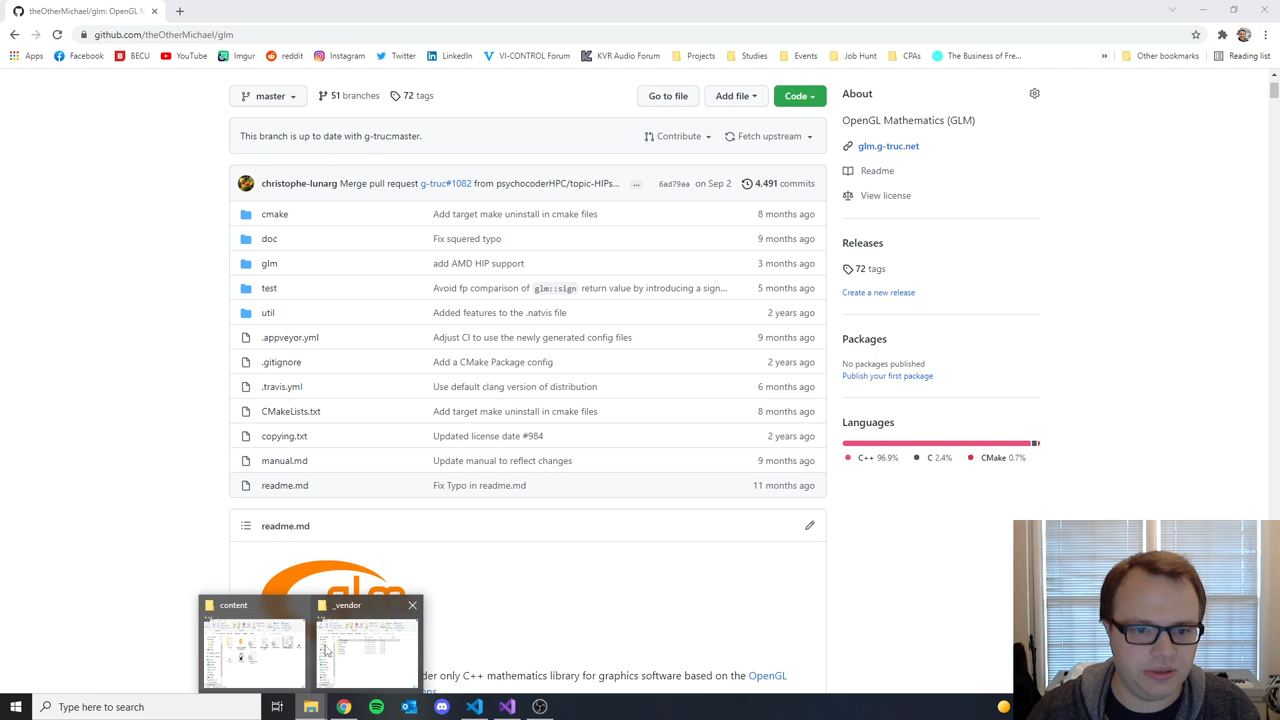 theOtherMichael/glm: OpenGL M
github.com/theOtherMichael/glm
Apps Facebook BECU YouTube Imgur reddit Instagram Twitter LinkedIn VI-CONTROL Forum KVR Audio Forum Projects Studies Events Job Hunt CPAs The Business of Fre... » Other bookmarks Reading list
master 51 branches 72 tags Go to file Add file Code
This branch is up to date with g-truc:master. Contribute Fetch upstream
christophe-lunarg Merge pull request g-truc#1082 from psychocoderHPC/topic-HIPs... ... 6ad79aa on Sep 2 4,491 commits
cmake Add target make uninstall in cmake files 8 months ago
doc Fix squered typo 9 months ago
glm add AMD HIP support 3 months ago
test Avoid fp comparison of glm::sign return value by introducing a sign... 5 months ago
util Added features to the .natvis file 2 years ago
.appveyor.yml Adjust CI to use the newly generated config files 9 months ago
.gitignore Add a CMake Package config 2 years ago
.travis.yml Use default clang version of distribution 6 months ago
CMakeLists.txt Add target make uninstall in cmake files 8 months ago
copying.txt Updated license date #984 2 years ago
manual.md Update manual to reflect changes 9 months ago
readme.md Fix Typo in readme.md 11 months ago
readme.md
About
OpenGL Mathematics (GLM)
glm.g-truc.net
Readme
View license
Releases
72 tags
Create a new release
Packages
No packages published
Publish your first package
Languages
C++ 96.9% C 2.4% CMake 0.7%
content _vendor
only C++ mathematics library for graphics software based on the OpenGL
Type here to search